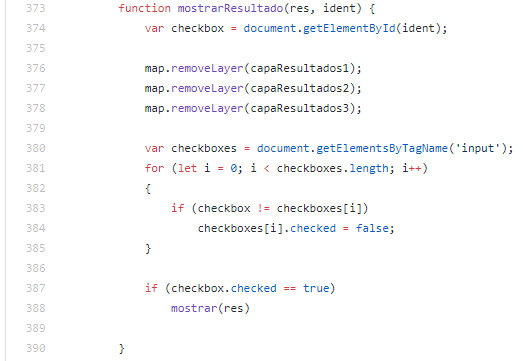 373 function mostrarResultado(res, ident) {
374 var checkbox = document.getElementById(ident);
375
376 map.removeLayer(capaResultados1);
377 map.removeLayer(capaResultados2);
378 map.removeLayer(capaResultados3);
379
380 var checkboxes = document.getElementsByTagName('input');
381 for (let i = 0; i < checkboxes.length; i++)
382 {
383 if (checkbox != checkboxes[i])
384 checkboxes[i].checked = false;
385 }
386
387 if (checkbox.checked == true)
388 mostrar(res)
389
390 }